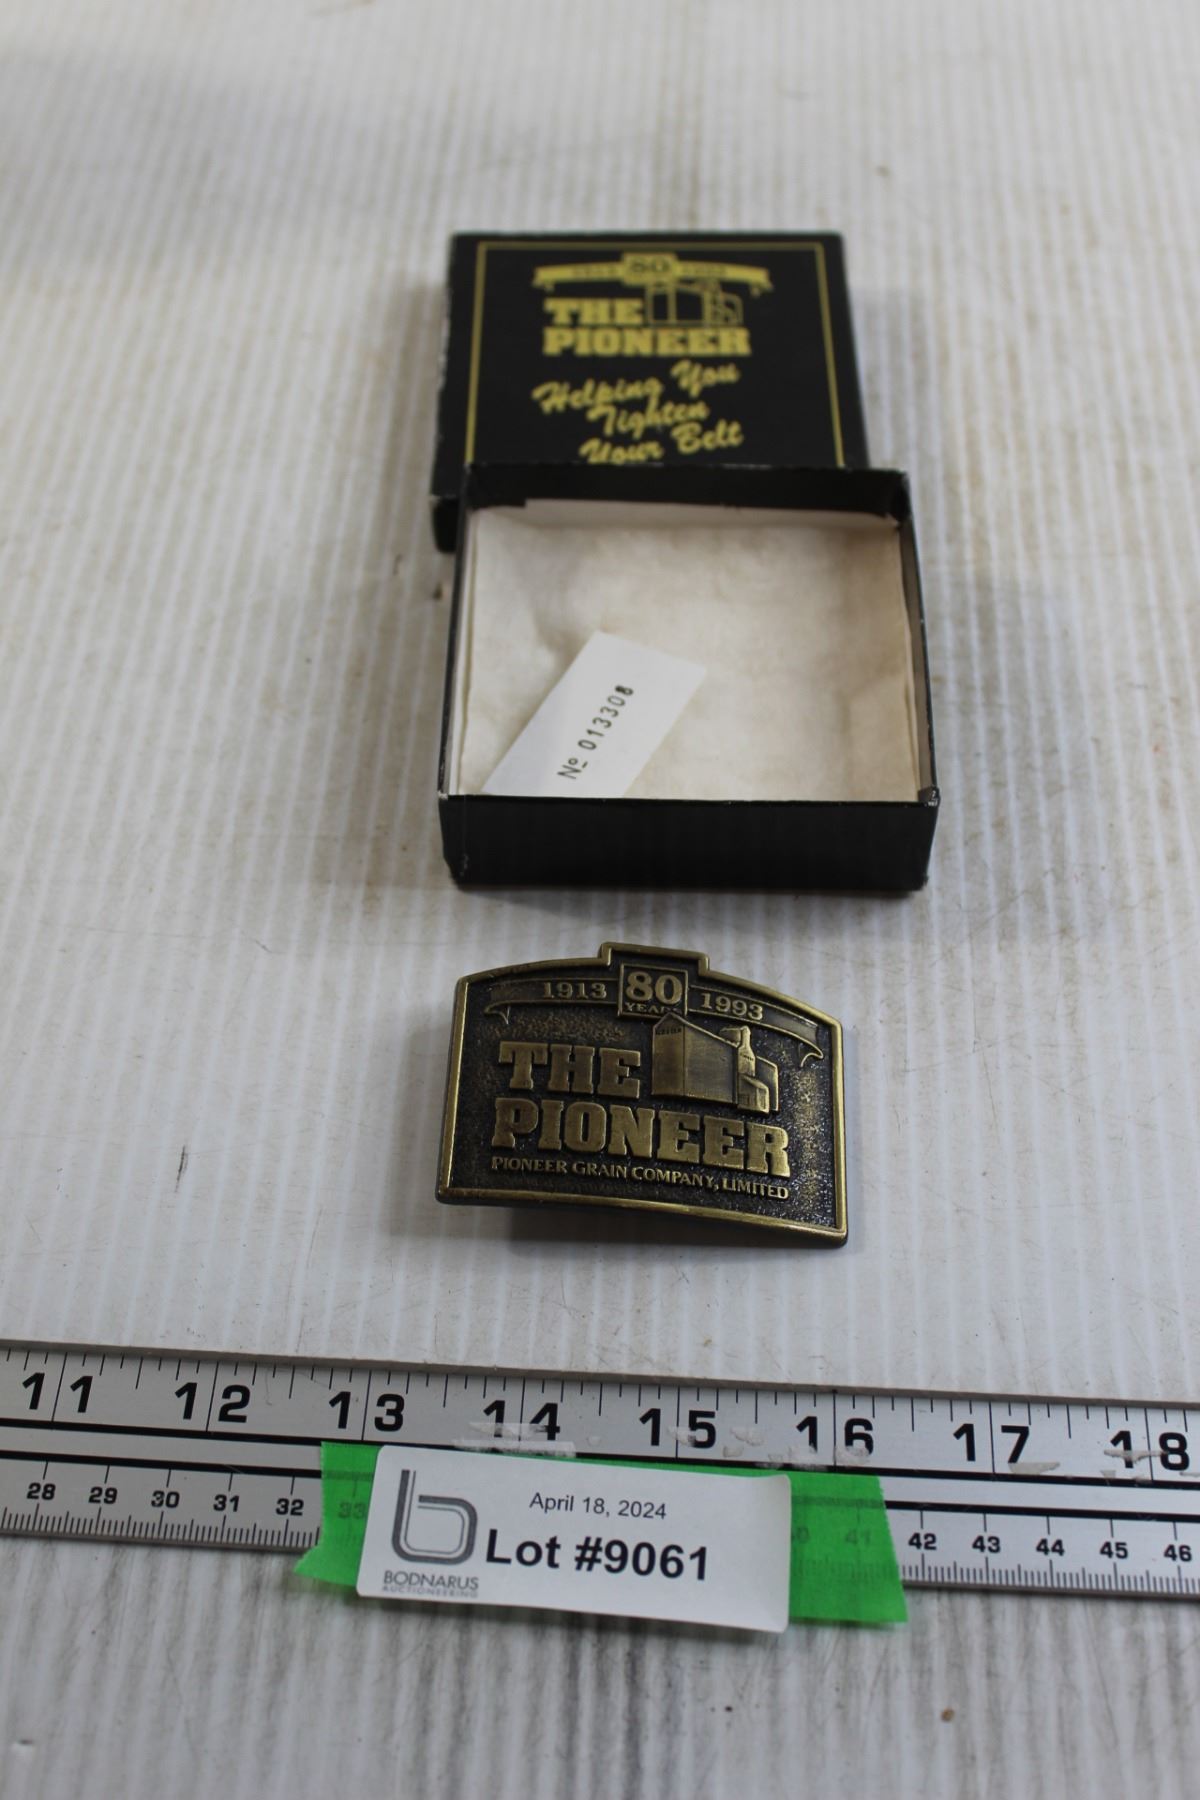 80
THE
PIONEER
Helping You
Tighten
Your Belt
Nº 013308
1913 80 1993
YEARS
THE
PIONEER
PIONEER GRAIN COMPANY, LIMITED
11 12 13 14 15 16 17 18
28 29 30 31 32 33 41 42 43 44 45 46
April 18, 2024
Lot #9061
BODNARUS
AUCTIONEERING